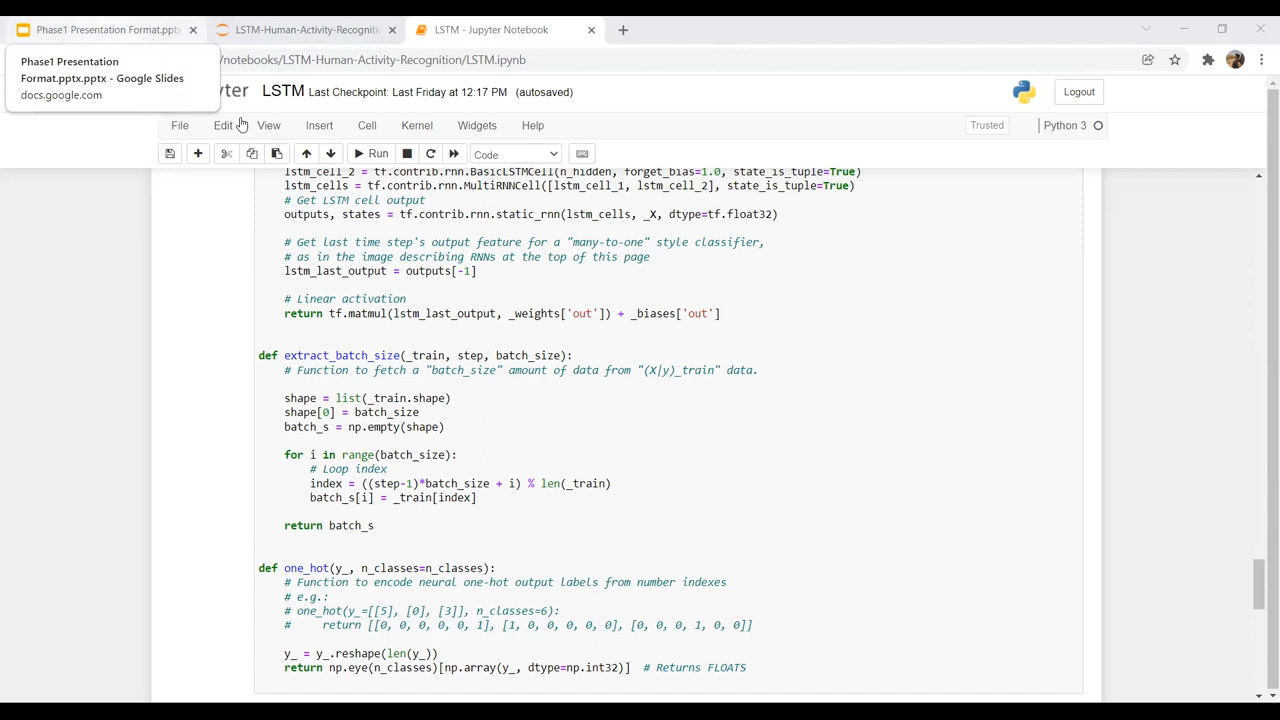 Phase1 Presentation Format.pptx
LSTM-Human-Activity-Recogniti
LSTM - Jupyter Notebook
Phase1 Presentation
Format.pptx.pptx - Google Slides
docs.google.com
/notebooks/LSTM-Human-Activity-Recognition/LSTM.ipynb
yter LSTM Last Checkpoint: Last Friday at 12:17 PM (autosaved)
Logout
File Edit View Insert Cell Kernel Widgets Help
Trusted
Python 3
Run
Code
lstm_cell_2 = tf.contrib.rnn.BasicLSTMCell(n_hidden, forget_bias=1.0, state_is_tuple=True)
lstm_cells = tf.contrib.rnn.MultiRNNCell([lstm_cell_1, lstm_cell_2], state_is_tuple=True)
# Get LSTM cell output
outputs, states = tf.contrib.rnn.static_rnn(lstm_cells, _X, dtype=tf.float32)
# Get last time step's output feature for a "many-to-one" style classifier,
# as in the image describing RNNs at the top of this page
lstm_last_output = outputs[-1]
# Linear activation
return tf.matmul(lstm_last_output, _weights['out']) + _biases['out']
def extract_batch_size(_train, step, batch_size):
# Function to fetch a "batch_size" amount of data from "(X|y)_train" data.
shape = list(_train.shape)
shape[0] = batch_size
batch_s = np.empty(shape)
for i in range(batch_size):
# Loop index
index = ((step-1)*batch_size + i) % len(_train)
batch_s[i] = _train[index]
return batch_s
def one_hot(y_, n_classes=n_classes):
# Function to encode neural one-hot output labels from number indexes
# e.g.:
# one_hot(y_=[[5], [0], [3]], n_classes=6):
#     return [[0, 0, 0, 0, 0, 1], [1, 0, 0, 0, 0, 0], [0, 0, 0, 1, 0, 0]]
y_ = y_.reshape(len(y_))
return np.eye(n_classes)[np.array(y_, dtype=np.int32)]  # Returns FLOATS